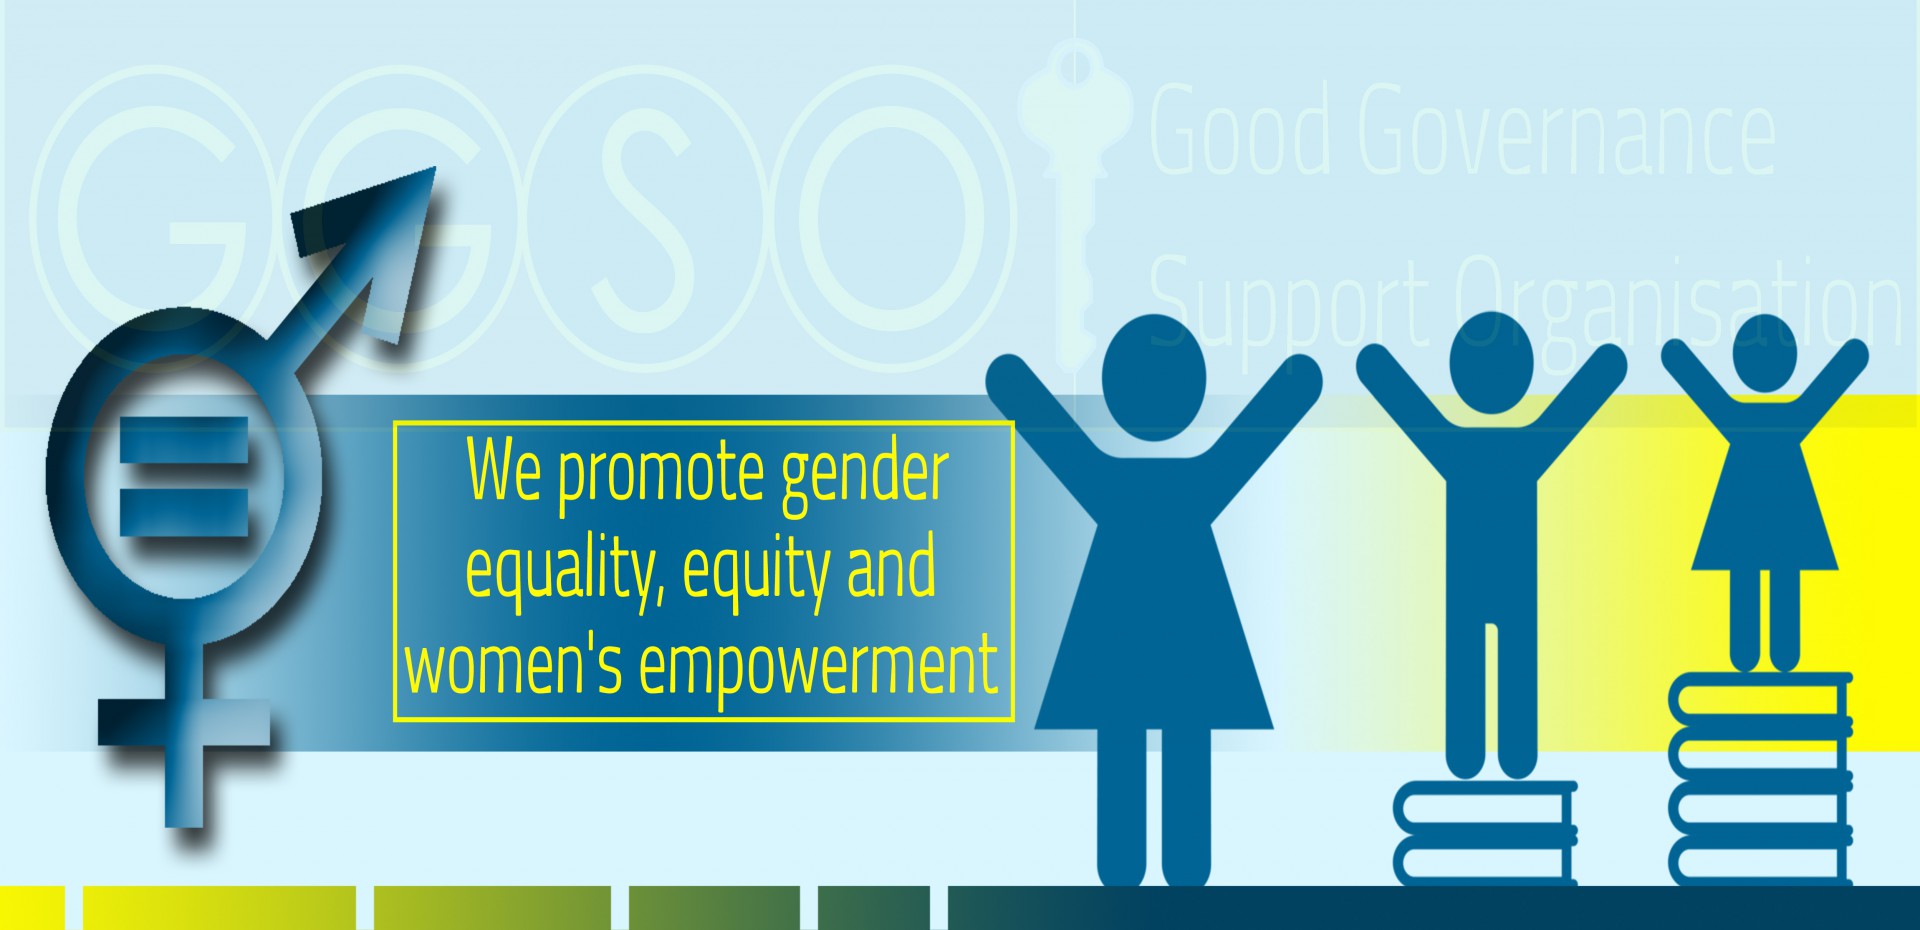 GGSO
Good Governance
Support Organisation
We promote gender
equality, equity and
women's empowerment